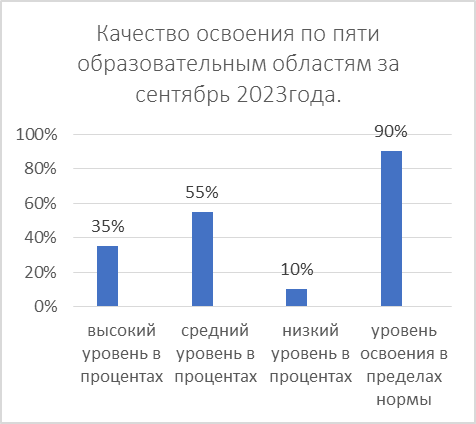 Качество освоения по пяти
образовательным областям за
сентябрь 2023года.
100%
80%
60%
40%
20%
0%
35%
55%
10%
90%
высокий
уровень в
процентах
средний
уровень в
процентах
низкий
уровень в
процентах
уровень
освоения в
пределах
нормы